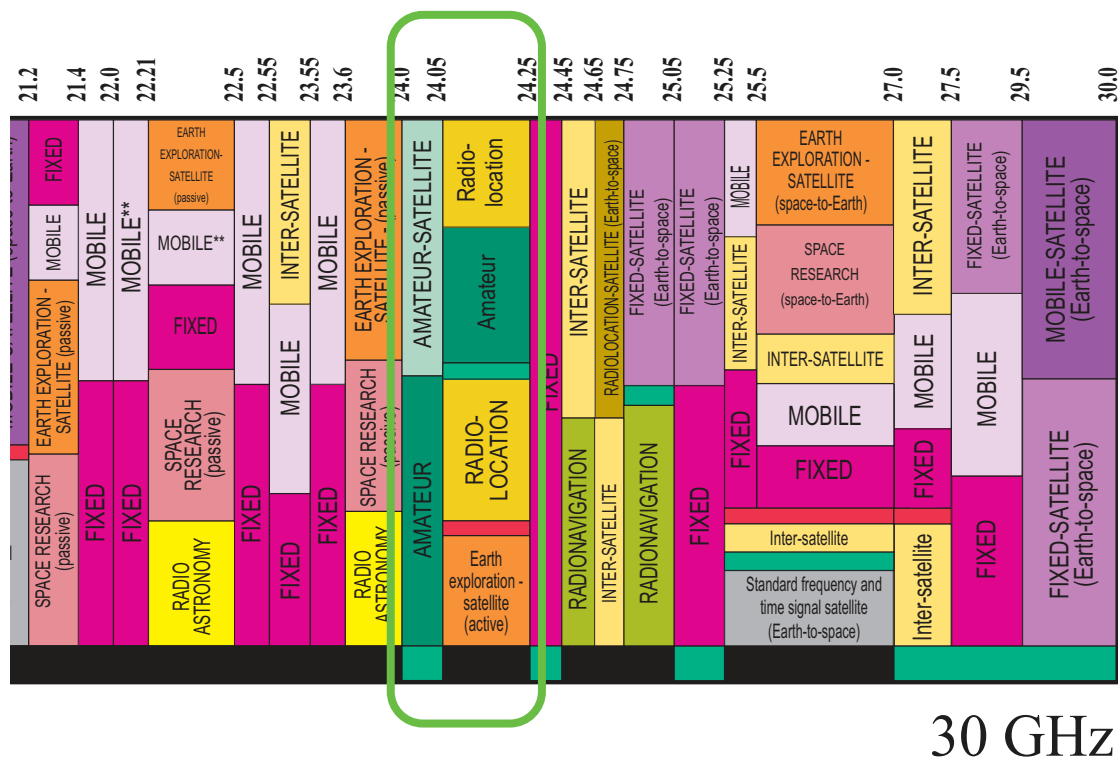 21.2
21.4
22.0
22.21
22.5
22.55
23.55
23.6
24.0
24.05
24.25
24.45
24.65
24.75
25.05
25.25
25.5
27.0
27.5
29.5
30.0
FIXED
MOBILE
EARTH EXPLORATION -
SATELLITE (passive)
SPACE RESEARCH
(passive)
MOBILE
FIXED
MOBILE**
FIXED
EARTH
EXPLORATION-
SATELLITE
(passive)
MOBILE**
FIXED
SPACE
RESEARCH
(passive)
RADIO
ASTRONOMY
MOBILE
FIXED
INTER-SATELLITE
MOBILE
FIXED
MOBILE
FIXED
EARTH EXPLORATION -
SATELLITE - (passive)
SPACE RESEARCH
(passive)
RADIO
ASTRONOMY
AMATEUR-SATELLITE
AMATEUR
Radio-
location
Amateur
RADIO-
LOCATION
Earth
exploration -
satellite
(active)
FIXED
INTER-SATELLITE
RADIONAVIGATION
RADIOLOCATION-SATELLITE (Earth-to-space)
INTER-SATELLITE
FIXED-SATELLITE
(Earth-to-space)
RADIONAVIGATION
FIXED-SATELLITE
(Earth-to-space)
FIXED
MOBILE
INTER-SATELLITE
FIXED
EARTH
EXPLORATION -
SATELLITE
(space-to-Earth)
SPACE
RESEARCH
(space-to-Earth)
INTER-SATELLITE
MOBILE
FIXED
Inter-satellite
Standard frequency and
time signal satellite
(Earth-to-space)
INTER-SATELLITE
MOBILE
FIXED
Inter-satellite
FIXED-SATELLITE
(Earth-to-space)
MOBILE
FIXED
MOBILE-SATELLITE
(Earth-to-space)
FIXED-SATELLITE
(Earth-to-space)
30 GHz